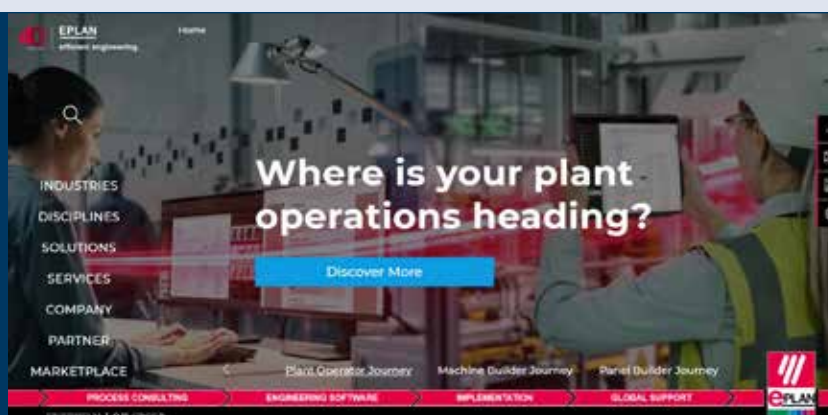 40
EPLAN
efficient engineering.
Home
INDUSTRIES
DISCIPLINES
SOLUTIONS
SERVICES
COMPANY
PARTNER
MARKETPLACE
Where is your plant
operations heading?
Discover More
Plant Operator Journey
Machine Builder Journey
Panel Builder Journey
PROCESS CONSULTING
ENGINEERING SOFTWARE
IMPLEMENTATION
GLOBAL SUPPORT
ePLAN